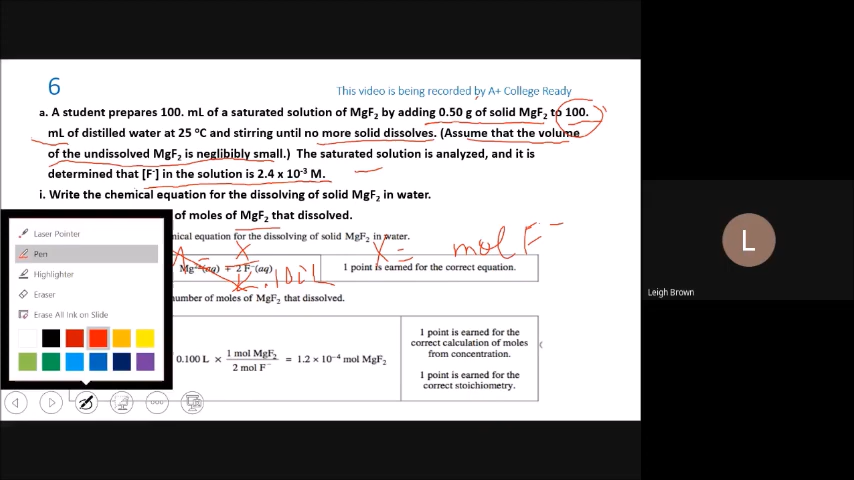 6
This video is being recorded by A+ College Ready
a. A student prepares 100. mL of a saturated solution of MgF₂ by adding 0.50 g of solid MgF₂ to 100.
mL of distilled water at 25 °C and stirring until no more solid dissolves. (Assume that the volume
of the undissolved MgF₂ is neglibibly small.) The saturated solution is analyzed, and it is
determined that [F⁻] in the solution is 2.4 x 10⁻³ M.
i. Write the chemical equation for the dissolving of solid MgF₂ in water.
of moles of MgF₂ that dissolved.
mical equation for the dissolving of solid MgF₂ in water.
X
X = mol F⁻
Mg²⁺(aq) + 2 F⁻(aq)
.100 L
1 point is earned for the correct equation.
number of moles of MgF₂ that dissolved.
0.100 L × 1 mol MgF₂ / 2 mol F⁻ = 1.2 × 10⁻⁴ mol MgF₂
1 point is earned for the
correct calculation of moles
from concentration.
1 point is earned for the
correct stoichiometry.
Laser Pointer
Pen
Highlighter
Eraser
Erase All Ink on Slide
L
Leigh Brown